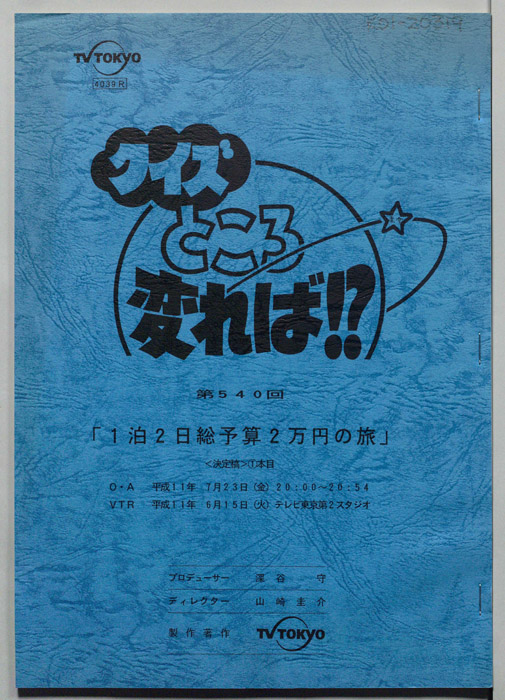 TV TOKYO
4039R
クイズ
ところ
変れば!?
第540回
「1泊2日総予算2万円の旅」
<決定稿>①本目
O・A 平成11年 7月23日(金)20:00〜20:54
VTR 平成11年 6月15日(火)テレビ東京第2スタジオ
プロデューサー 深谷 守
ディレクター 山崎圭介
製作著作 TV TOKYO